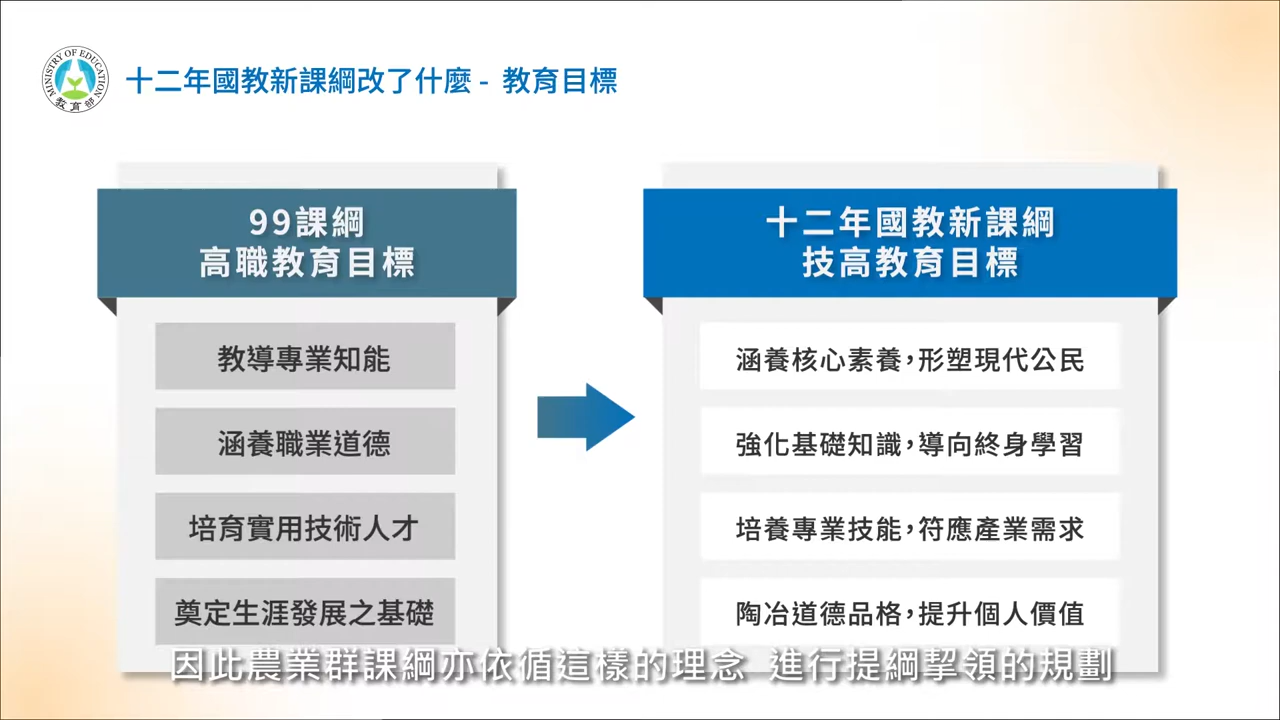 MINISTRY OF EDUCATION
教育部
十二年國教新課綱改了什麼 - 教育目標
99課綱
高職教育目標
教導專業知能
涵養職業道德
培育實用技術人才
奠定生涯發展之基礎
十二年國教新課綱
技高教育目標
涵養核心素養，形塑現代公民
強化基礎知識，導向終身學習
培養專業技能，符應產業需求
陶冶道德品格，提升個人價值
因此農業群課綱亦依循這樣的理念 進行提綱挈領的規劃